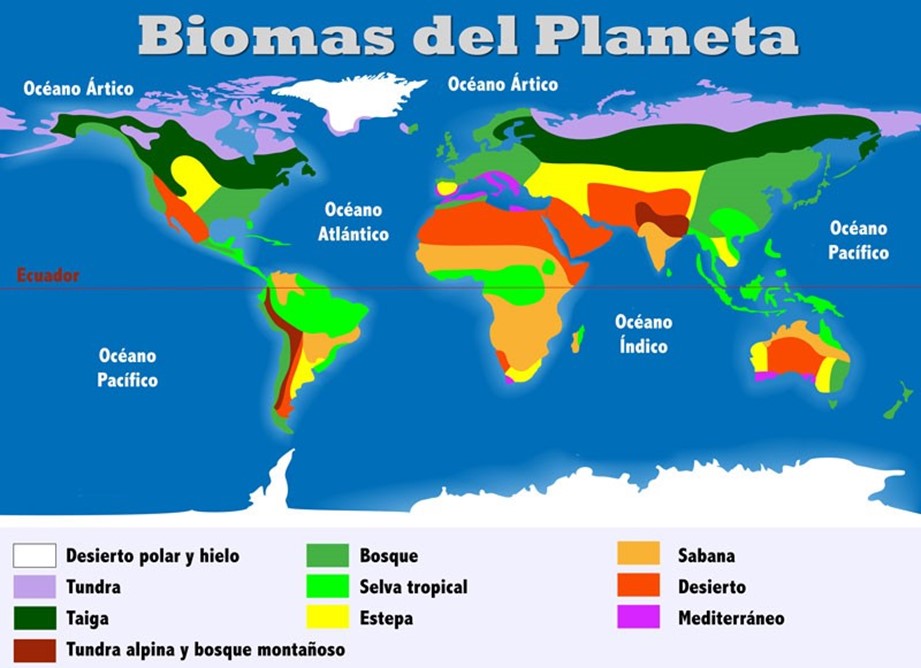 Biomas del Planeta
Océano Ártico
Océano Ártico
Océano
Atlántico
Océano
Pacífico
Ecuador
Océano
Índico
Océano
Pacífico
Desierto polar y hielo
Tundra
Taiga
Tundra alpina y bosque montañoso
Bosque
Selva tropical
Estepa
Sabana
Desierto
Mediterráneo